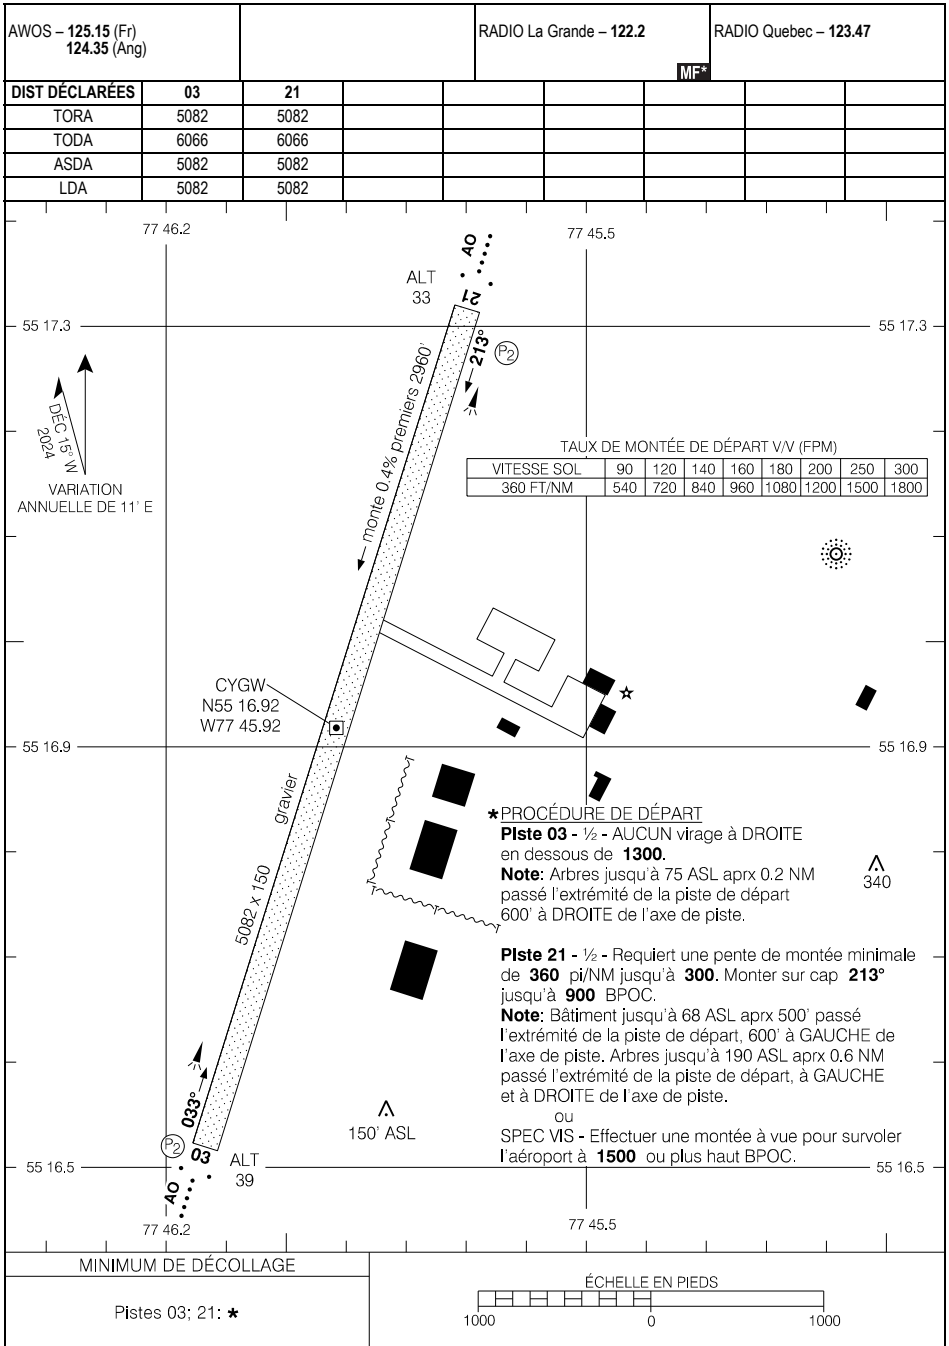 AWOS – 125.15 (Fr)
124.35 (Ang)
RADIO La Grande – 122.2
MF*
RADIO Quebec – 123.47
DIST DÉCLARÉES 03 21
TORA 5082 5082
TODA 6066 6066
ASDA 5082 5082
LDA 5082 5082
77 46.2
77 45.5
AO
ALT
33
21
55 17.3
55 17.3
213°
P2
DÉC 15° W
2024
VARIATION
ANNUELLE DE 11' E
monte 0.4% premiers 2960'
TAUX DE MONTÉE DE DÉPART V/V (FPM)
VITESSE SOL 90 120 140 160 180 200 250 300
360 FT/NM 540 720 840 960 1080 1200 1500 1800
CYGW
N55 16.92
W77 45.92
55 16.9
55 16.9
gravier
5082 x 150
*PROCÉDURE DE DÉPART
Piste 03 - ½ - AUCUN virage à DROITE
en dessous de 1300.
Note: Arbres jusqu'à 75 ASL aprx 0.2 NM
passé l'extrémité de la piste de départ
600' à DROITE de l'axe de piste.
340
Piste 21 - ½ - Requiert une pente de montée minimale
de 360 pi/NM jusqu'à 300. Monter sur cap 213°
jusqu'à 900 BPOC.
Note: Bâtiment jusqu'à 68 ASL aprx 500' passé
l'extrémité de la piste de départ, 600' à GAUCHE de
l'axe de piste. Arbres jusqu'à 190 ASL aprx 0.6 NM
passé l'extrémité de la piste de départ, à GAUCHE
et à DROITE de l'axe de piste.
ou
SPEC VIS - Effectuer une montée à vue pour survoler
l'aéroport à 1500 ou plus haut BPOC.
150' ASL
033°
P2
03
ALT
39
55 16.5
55 16.5
AO
77 46.2
77 45.5
MINIMUM DE DÉCOLLAGE
Pistes 03; 21: *
ÉCHELLE EN PIEDS
1000 0 1000